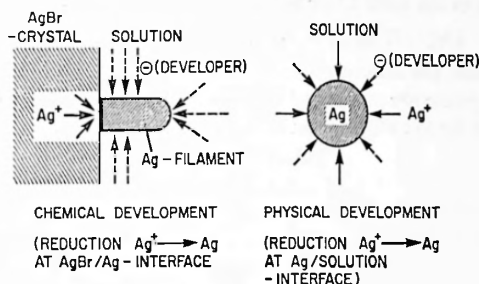 AgBr
-CRYSTAL
SOLUTION
⊖(DEVELOPER)
Ag⁺
Ag-FILAMENT
CHEMICAL DEVELOPMENT
(REDUCTION Ag⁺ → Ag
AT AgBr/Ag-INTERFACE
SOLUTION
⊖(DEVELOPER)
Ag
Ag⁺
PHYSICAL DEVELOPMENT
(REDUCTION Ag⁺ → Ag
AT Ag/SOLUTION
-INTERFACE)